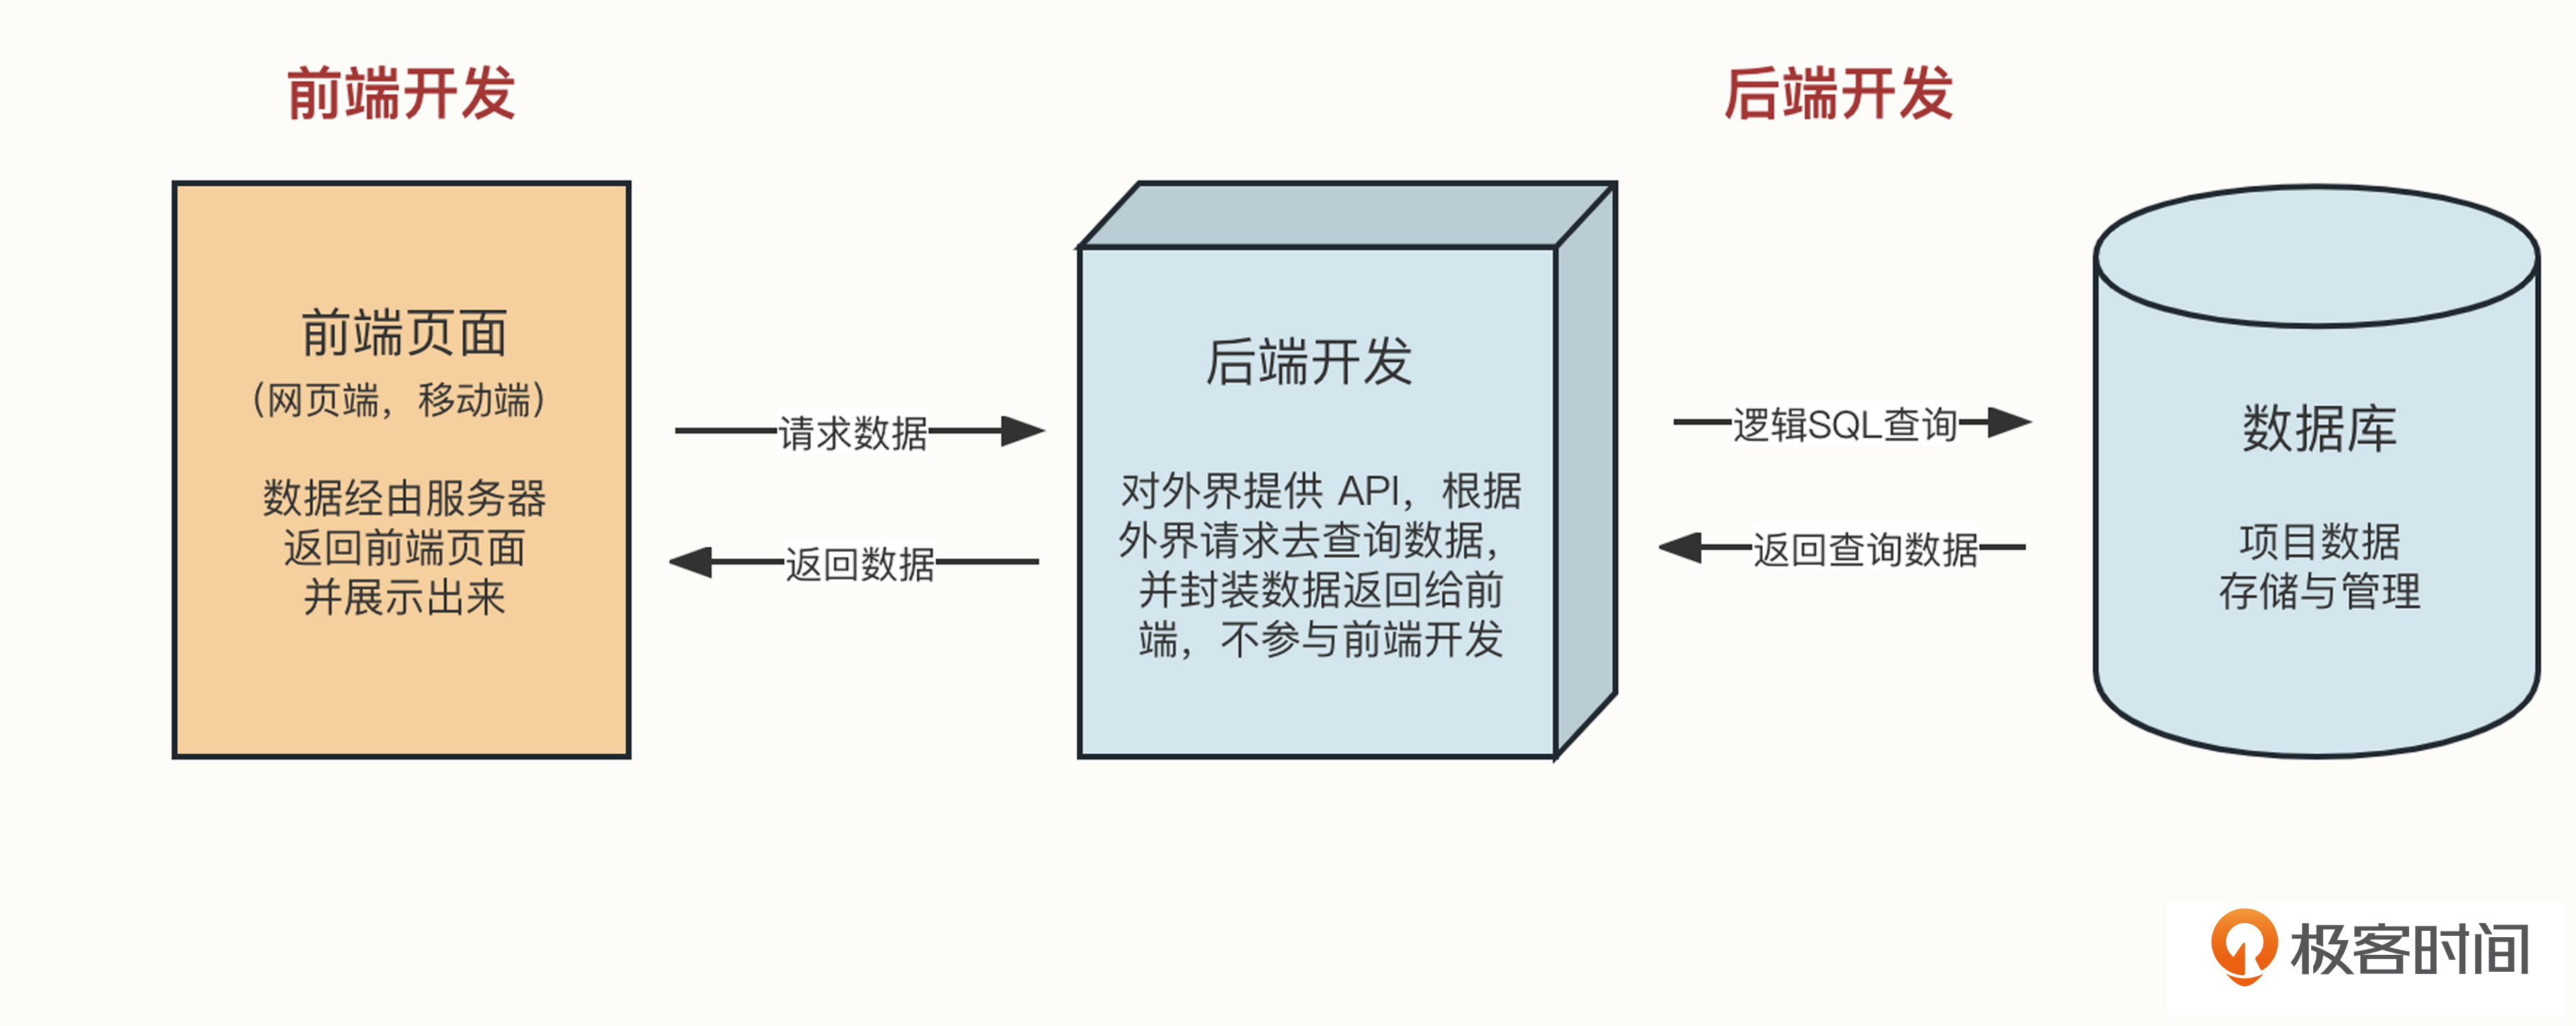 前端开发
后端开发
前端页面
（网页端，移动端）
数据经由服务器
返回前端页面
并展示出来
请求数据
返回数据
后端开发
对外界提供 API，根据
外界请求去查询数据，
并封装数据返回给前
端，不参与前端开发
逻辑SQL查询
返回查询数据
数据库
项目数据
存储与管理
极客时间